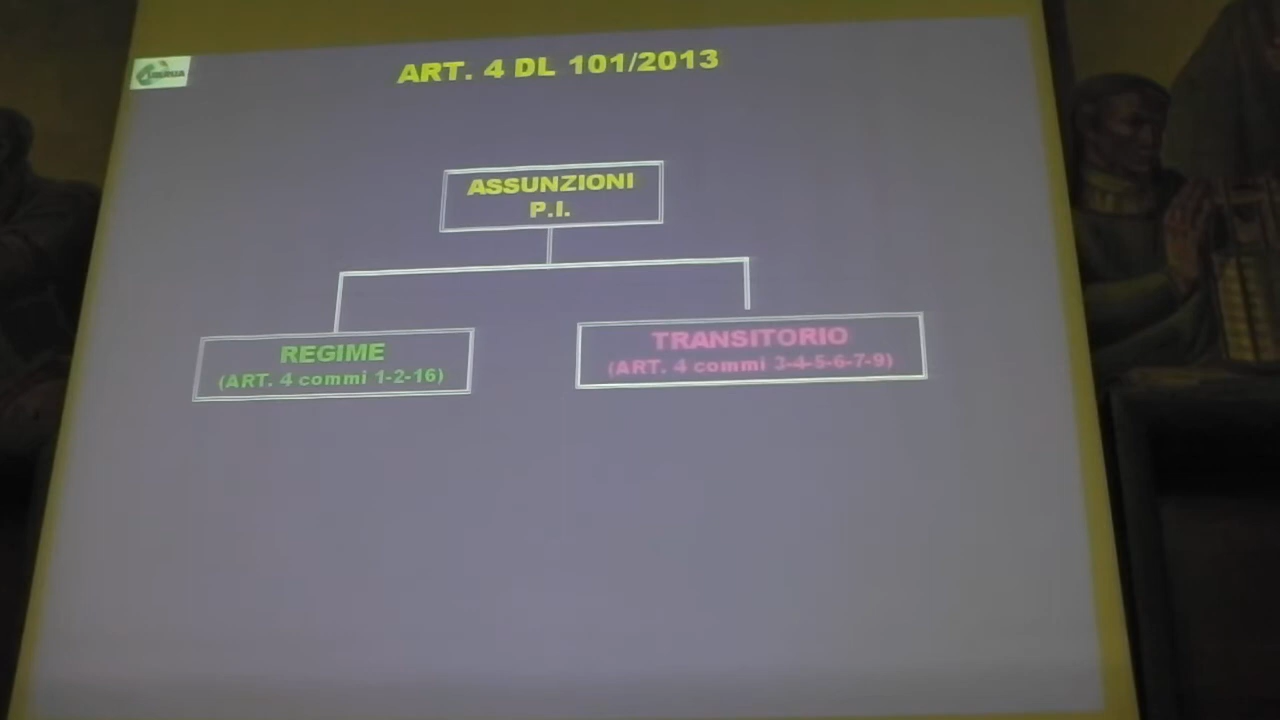 ART. 4 DL 101/2013
ASSUNZIONI
P.I.
REGIME
(ART. 4 commi 1-2-16)
TRANSITORIO
(ART. 4 commi 3-4-5-6-7-9)